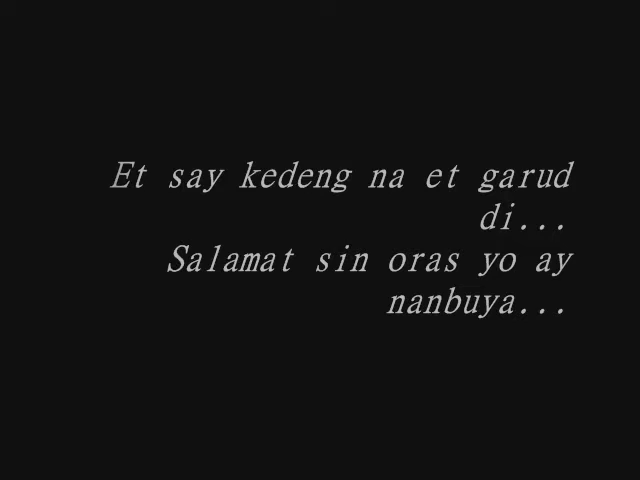 Et say kedeng na et garud
di...
Salamat sin oras yo ay
nanbuya...